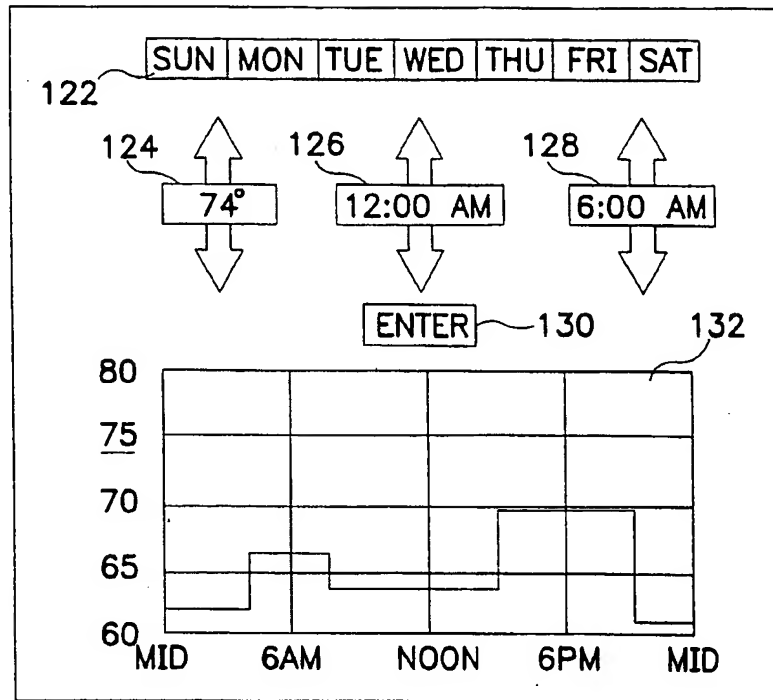 SUN MON TUE WED THU FRI SAT
122
124 126 128
74° 12:00 AM 6:00 AM
ENTER 130
132
80
75
70
65
60
MID 6AM NOON 6PM MID